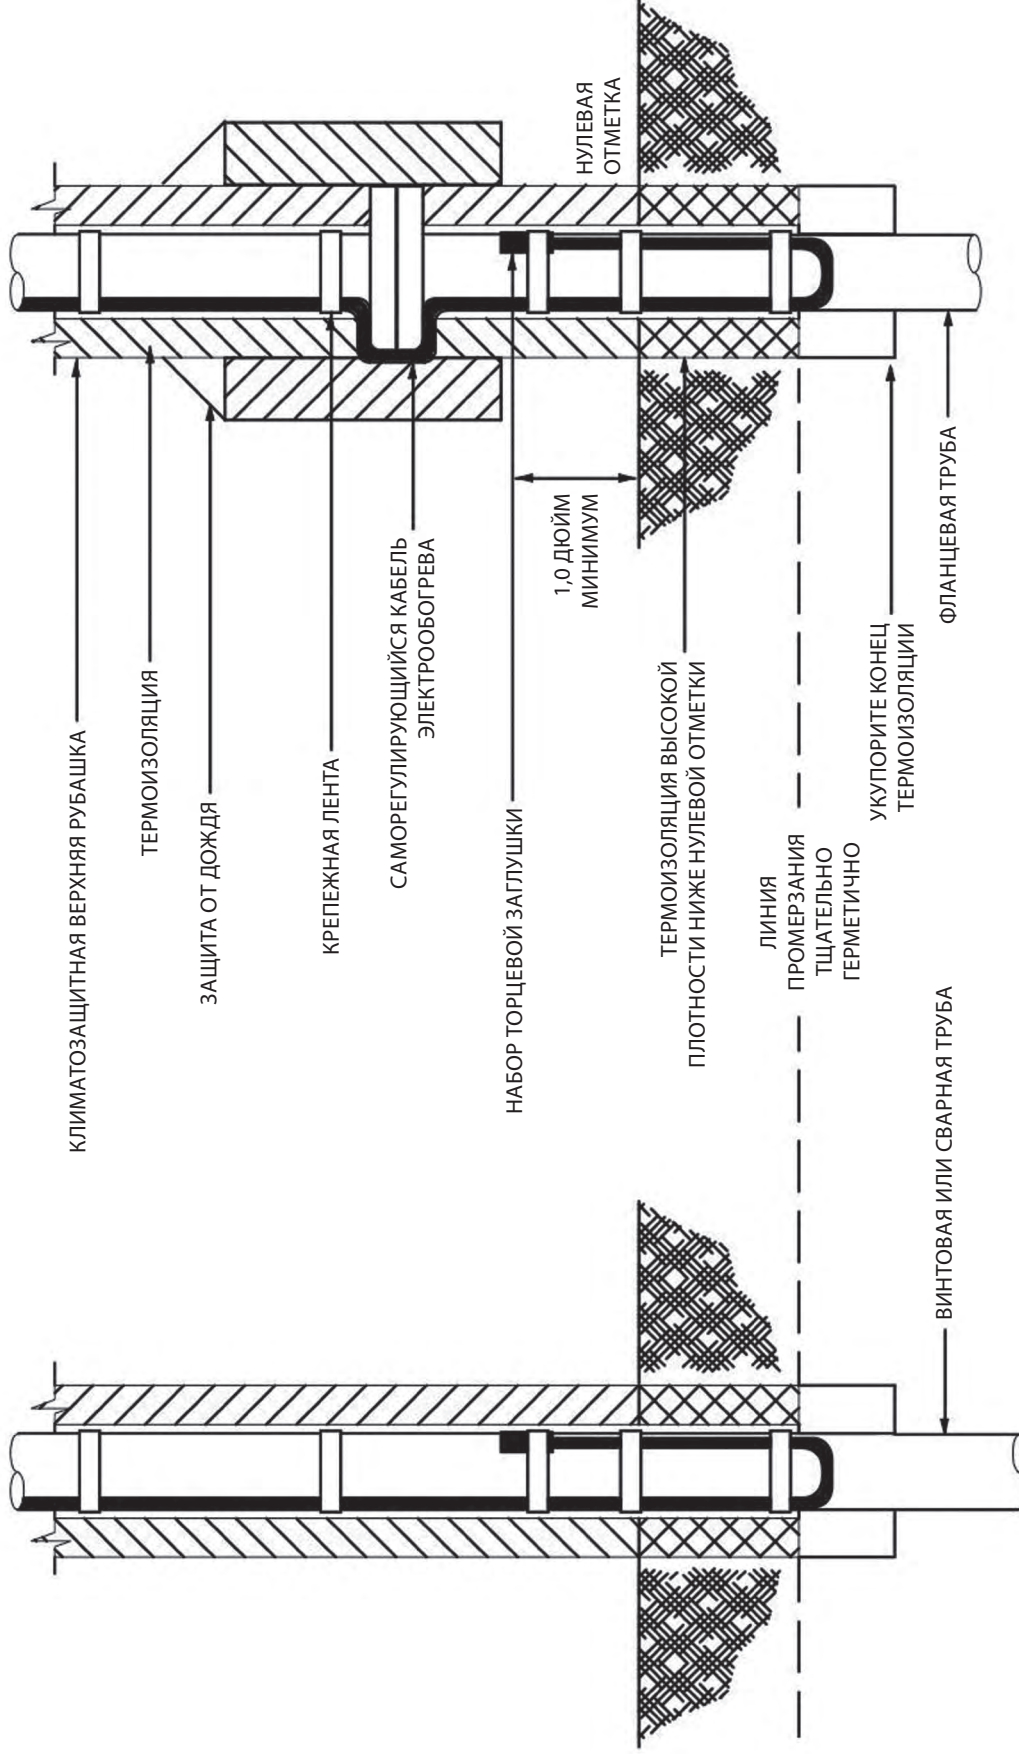 КЛИМАТОЗАЩИТНАЯ ВЕРХНЯЯ РУБАШКА
ТЕРМОИЗОЛЯЦИЯ
ЗАЩИТА ОТ ДОЖДЯ
КРЕПЕЖНАЯ ЛЕНТА
САМОРЕГУЛИРУЮЩИЙСЯ КАБЕЛЬ
ЭЛЕКТРООБОГРЕВА
НАБОР ТОРЦЕВОЙ ЗАГЛУШКИ
1,0 ДЮЙМ
МИНИМУМ
НУЛЕВАЯ
ОТМЕТКА
ТЕРМОИЗОЛЯЦИЯ ВЫСОКОЙ
ПЛОТНОСТИ НИЖЕ НУЛЕВОЙ ОТМЕТКИ
ЛИНИЯ
ПРОМЕРЗАНИЯ
ТЩАТЕЛЬНО
ГЕРМЕТИЧНО
УКУПОРИТЕ КОНЕЦ
ТЕРМОИЗОЛЯЦИИ
ФЛАНЦЕВАЯ ТРУБА
ВИНТОВАЯ ИЛИ СВАРНАЯ ТРУБА